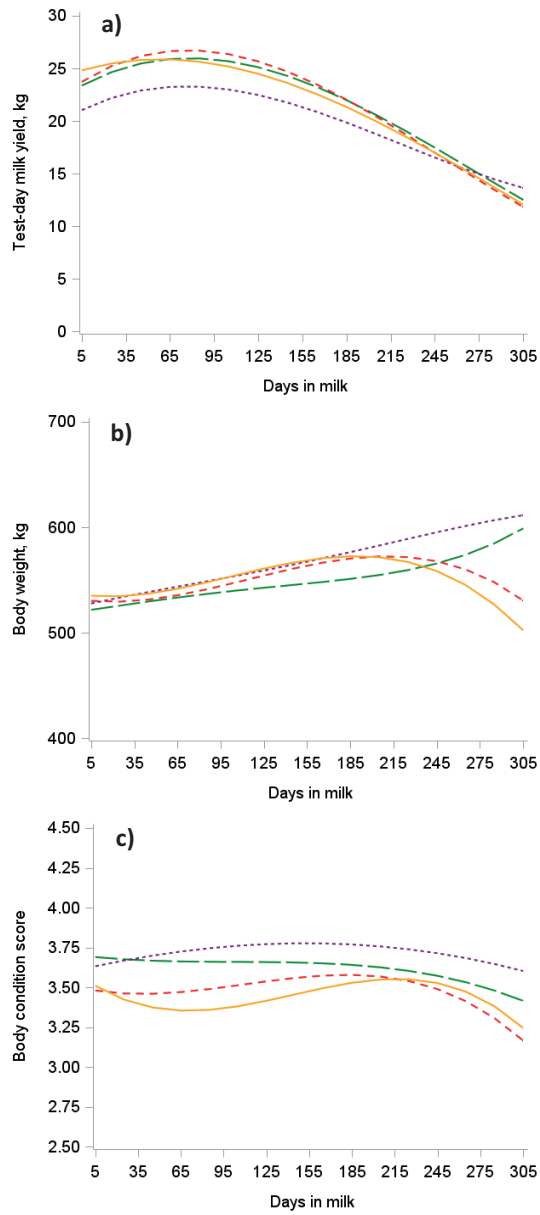 a)
30
25
20
15
10
5
0
Test-day milk yield, kg
5 35 65 95 125 155 185 215 245 275 305
Days in milk
b)
700
600
500
400
Body weight, kg
5 35 65 95 125 155 185 215 245 275 305
Days in milk
c)
4.50
4.25
4.00
3.75
3.50
3.25
3.00
2.75
2.50
Body condition score
5 35 65 95 125 155 185 215 245 275 305
Days in milk